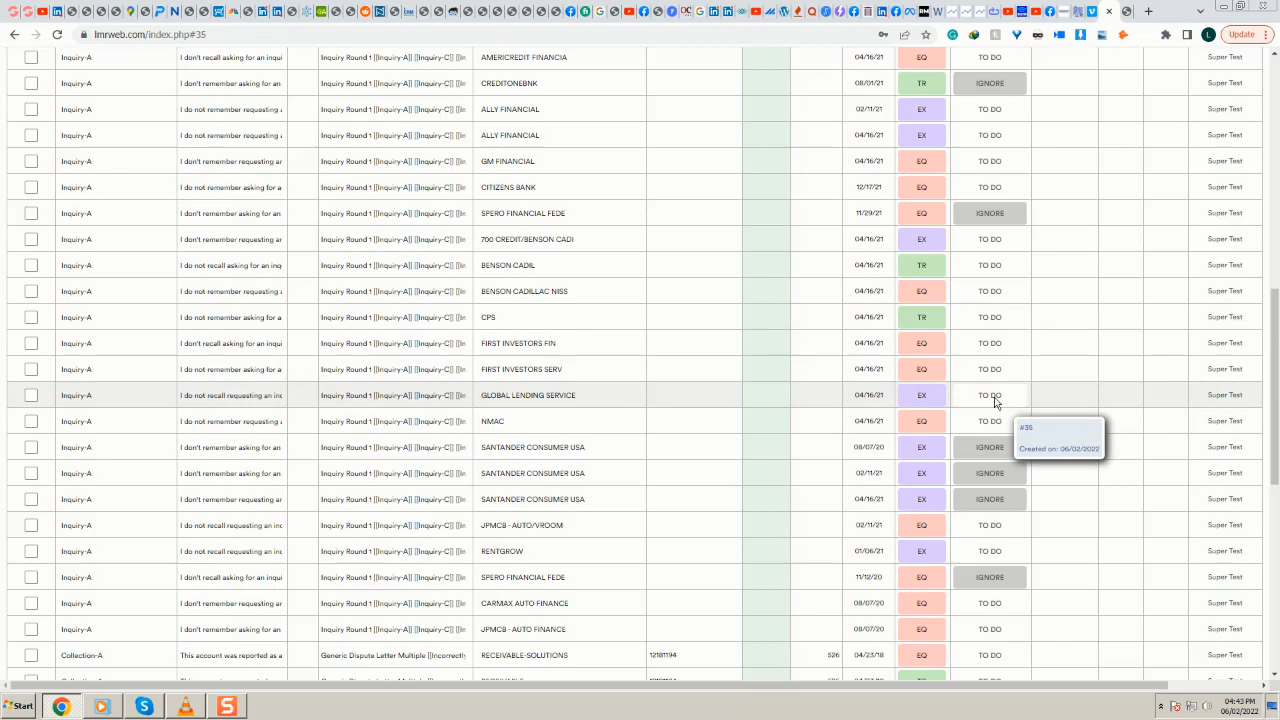 lmrweb.com/index.php#35
Update
Inquiry-A I don't recall asking for an inqui Inquiry Round 1 [[Inquiry-A]] [[Inquiry-C]] [[In AMERICREDIT FINANCIA 04/16/21 EQ TO DO Super Test
Inquiry-A I don't remember asking for a Inquiry Round 1 [[Inquiry-A]] [[Inquiry-C]] [[In CREDITONEBNK 08/01/21 TR IGNORE Super Test
Inquiry-A I do not remember requesting a Inquiry Round 1 [[Inquiry-A]] [[Inquiry-C]] [[In ALLY FINANCIAL 02/11/21 EX TO DO Super Test
Inquiry-A I do not remember requesting a Inquiry Round 1 [[Inquiry-A]] [[Inquiry-C]] [[In ALLY FINANCIAL 04/16/21 EX TO DO Super Test
Inquiry-A I do not remember requesting a Inquiry Round 1 [[Inquiry-A]] [[Inquiry-C]] [[In GM FINANCIAL 04/16/21 EQ TO DO Super Test
Inquiry-A I do not remember asking for a Inquiry Round 1 [[Inquiry-A]] [[Inquiry-C]] [[In CITIZENS BANK 12/17/21 EQ TO DO Super Test
Inquiry-A I don't remember asking for an Inquiry Round 1 [[Inquiry-A]] [[Inquiry-C]] [[In SPERO FINANCIAL FEDE 11/29/21 EQ IGNORE Super Test
Inquiry-A I don't remember requesting an Inquiry Round 1 [[Inquiry-A]] [[Inquiry-C]] [[In 700 CREDIT/BENSON CADI 04/16/21 EX TO DO Super Test
Inquiry-A I do not recall asking for an inq Inquiry Round 1 [[Inquiry-A]] [[Inquiry-C]] [[In BENSON CADIL 04/16/21 TR TO DO Super Test
Inquiry-A I do not remember requesting a Inquiry Round 1 [[Inquiry-A]] [[Inquiry-C]] [[In BENSON CADILLAC NISS 04/16/21 EQ TO DO Super Test
Inquiry-A I do not remember asking for a Inquiry Round 1 [[Inquiry-A]] [[Inquiry-C]] [[In CPS 04/16/21 TR TO DO Super Test
Inquiry-A I don't recall asking for an inqui Inquiry Round 1 [[Inquiry-A]] [[Inquiry-C]] [[In FIRST INVESTORS FIN 04/16/21 EQ TO DO Super Test
Inquiry-A I do not remember asking for a Inquiry Round 1 [[Inquiry-A]] [[Inquiry-C]] [[In FIRST INVESTORS SERV 04/16/21 EQ TO DO Super Test
Inquiry-A I do not recall requesting an inc Inquiry Round 1 [[Inquiry-A]] [[Inquiry-C]] [[In GLOBAL LENDING SERVICE 04/16/21 EX TO DO Super Test
Inquiry-A I do not remember requesting a Inquiry Round 1 [[Inquiry-A]] [[Inquiry-C]] [[In NMAC 04/16/21 EQ TO DO Super Test
#35
Created on: 06/02/2022
Inquiry-A I do not recall requesting an inc Inquiry Round 1 [[Inquiry-A]] [[Inquiry-C]] [[In SANTANDER CONSUMER USA 08/07/20 EX IGNORE Super Test
Inquiry-A I do not remember asking for a Inquiry Round 1 [[Inquiry-A]] [[Inquiry-C]] [[In SANTANDER CONSUMER USA 02/11/21 EX IGNORE Super Test
Inquiry-A I don't remember requesting an Inquiry Round 1 [[Inquiry-A]] [[Inquiry-C]] [[In SANTANDER CONSUMER USA 04/16/21 EX IGNORE Super Test
Inquiry-A I do not recall requesting an inc Inquiry Round 1 [[Inquiry-A]] [[Inquiry-C]] [[In JPMCB - AUTO/VROOM 02/11/21 EQ TO DO Super Test
Inquiry-A I do not recall requesting an inc Inquiry Round 1 [[Inquiry-A]] [[Inquiry-C]] [[In RENTGROW 01/06/21 EX TO DO Super Test
Inquiry-A I don't recall asking for an inqui Inquiry Round 1 [[Inquiry-A]] [[Inquiry-C]] [[In SPERO FINANCIAL FEDE 11/12/20 EQ IGNORE Super Test
Inquiry-A I don't remember requesting an Inquiry Round 1 [[Inquiry-A]] [[Inquiry-C]] [[In CARMAX AUTO FINANCE 08/07/20 EQ TO DO Super Test
Inquiry-A I don't remember asking for an Inquiry Round 1 [[Inquiry-A]] [[Inquiry-C]] [[In JPMCB - AUTO FINANCE 08/07/20 EQ TO DO Super Test
Collection-A This account was reported as a Generic Dispute Letter Multiple [[Incorrectly RECEIVABLE-SOLUTIONS 12181194 526 04/23/18 EQ TO DO Super Test
Start
04:43 PM
06/02/2022